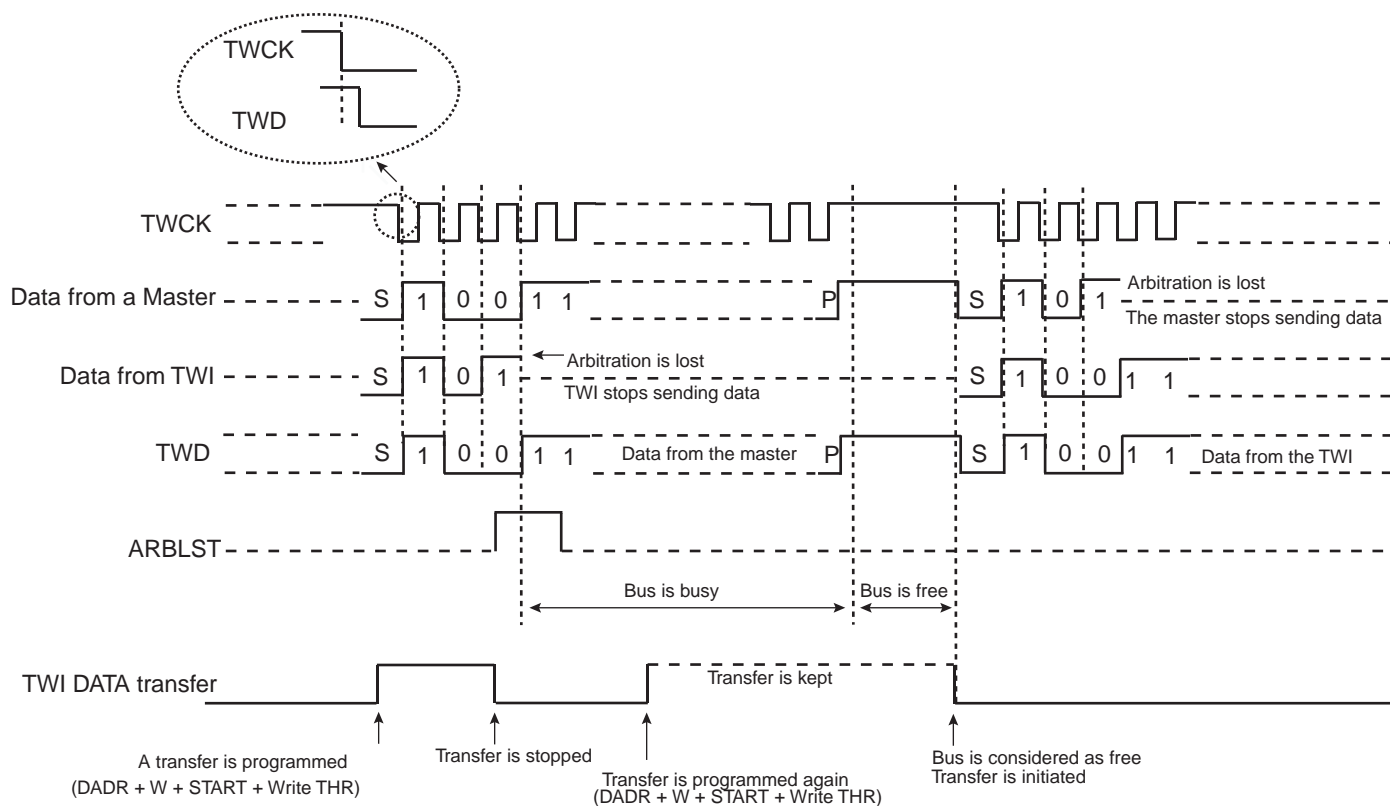 TWCK
TWD
TWCK
Data from a Master
S 1 0 0 1 1
P
S 1 0 1
Arbitration is lost
The master stops sending data
Data from TWI
S 1 0 1
Arbitration is lost
TWI stops sending data
S 1 0 0 1 1
TWD
S 1 0 0 1 1
Data from the master
P
S 1 0 0 1 1
Data from the TWI
ARBLST
Bus is busy
Bus is free
TWI DATA transfer
Transfer is kept
A transfer is programmed
(DADR + W + START + Write THR)
Transfer is stopped
Transfer is programmed again
(DADR + W + START + Write THR)
Bus is considered as free
Transfer is initiated